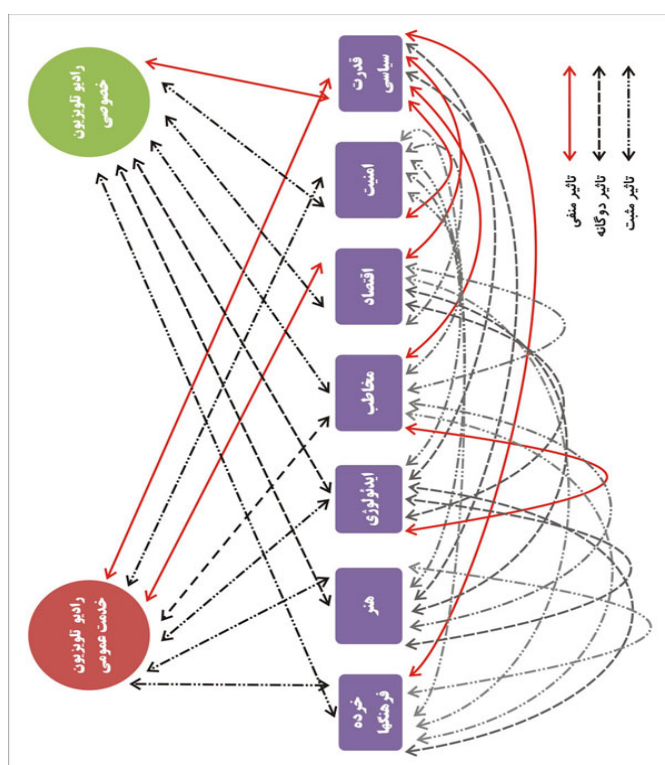 رادیو تلویزیون
خصوصی
رادیو تلویزیون
خدمت عمومی
قدرت
سیاسی
امنیت
اقتصاد
مخاطب
ایدئولوژی
هنر
خرده
فرهنگها
تاثیر منفی
تاثیر دوگانه
تاثیر مثبت